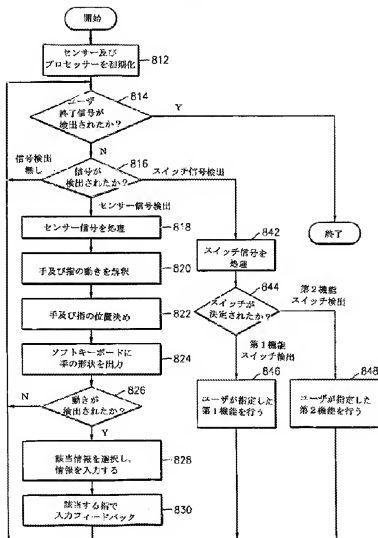 開始
センサー及び
プロセッサーを初期化
812
814
ユーザ
終了信号が
検出されたか？
Y
N
816
信号検出
無し
信号が
検出されたか？
スイッチ信号検出
センサー信号検出
終了
センサー信号を処理
818
842
スイッチ信号を
処理
手及び指の動きを解釈
820
844
スイッチが
決定されたか？
第2機能
スイッチ検出
手及び指の位置決め
822
第1機能
スイッチ検出
ソフトキーボードに
手の形状を出力
824
826
N
動きが
検出されたか？
Y
846
ユーザが指定した
第1機能を行う
848
ユーザが指定した
第2機能を行う
該当情報を選択し、
情報を入力する
828
該当する指で
入力フィードバック
830